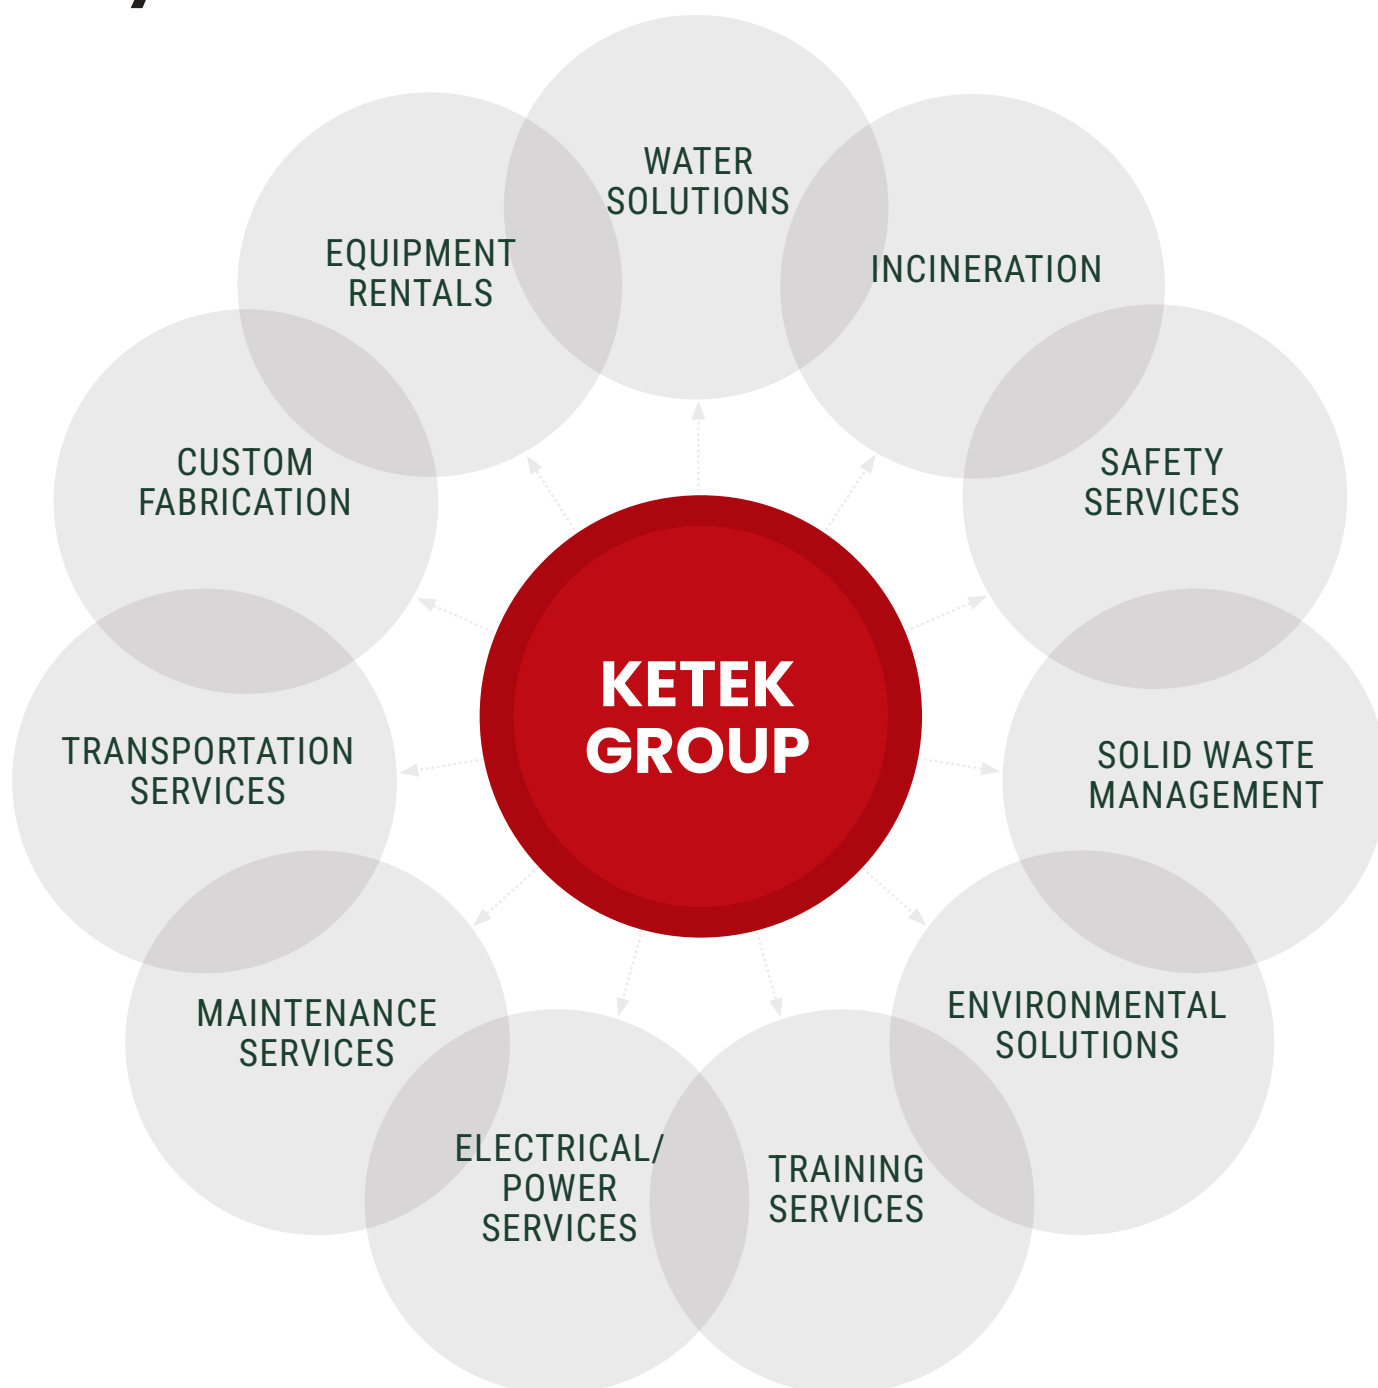 WATER
SOLUTIONS
INCINERATION
SAFETY
SERVICES
SOLID WASTE
MANAGEMENT
ENVIRONMENTAL
SOLUTIONS
TRAINING
SERVICES
ELECTRICAL/
POWER
SERVICES
MAINTENANCE
SERVICES
TRANSPORTATION
SERVICES
CUSTOM
FABRICATION
EQUIPMENT
RENTALS
KETEK
GROUP